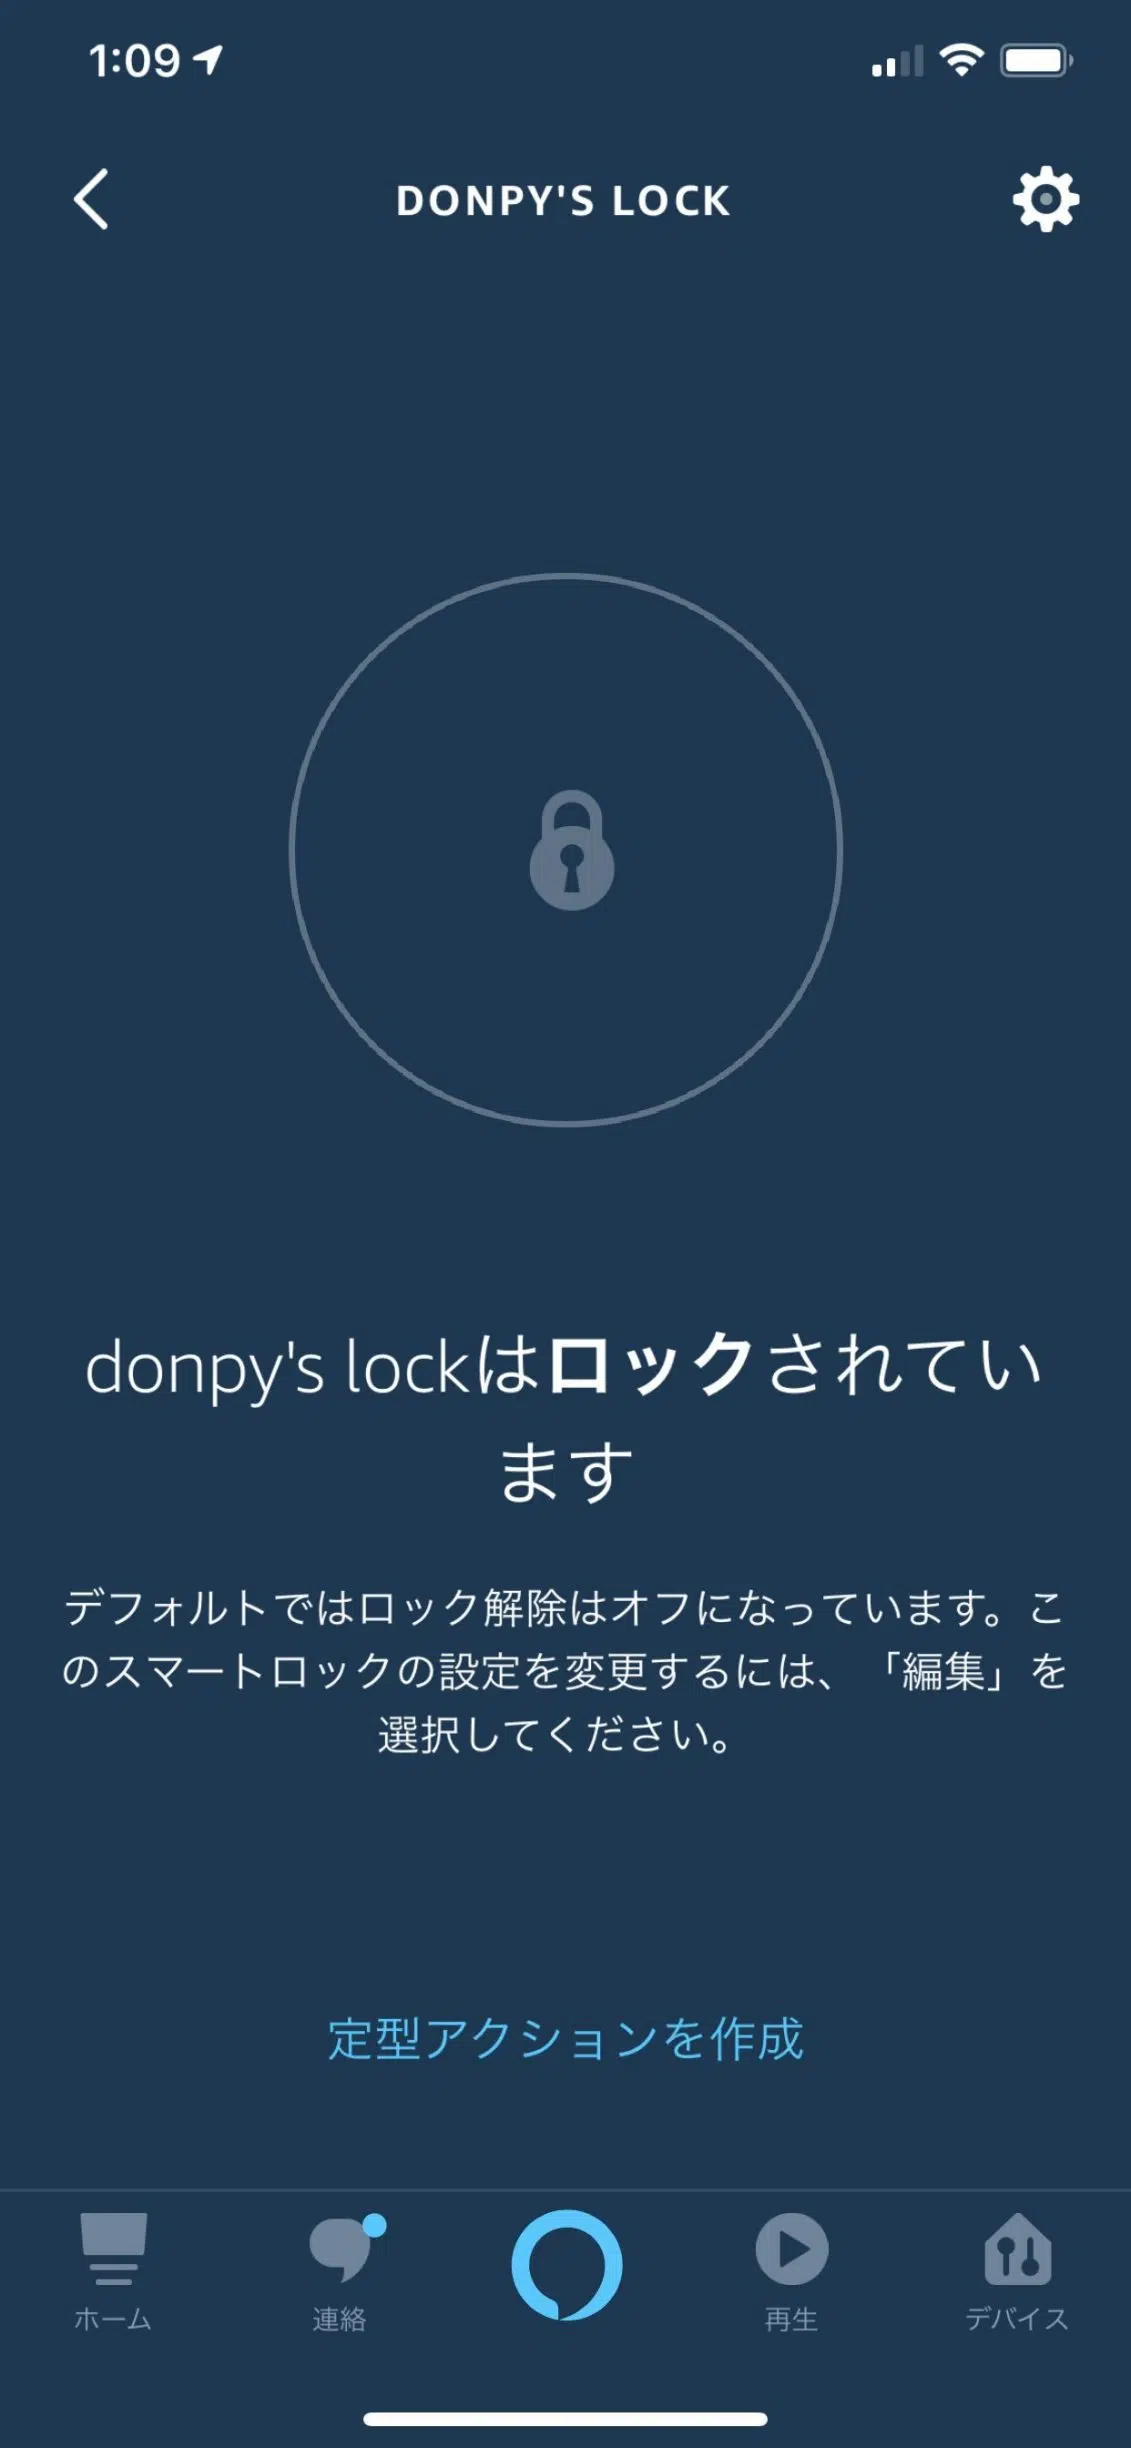 1:09
DONPY'S LOCK
donpy's lockはロックされてい
ます
デフォルトではロック解除はオフになっています。こ
のスマートロックの設定を変更するには、「編集」を
選択してください。
定型アクションを作成
ホーム
連絡
再生
デバイス